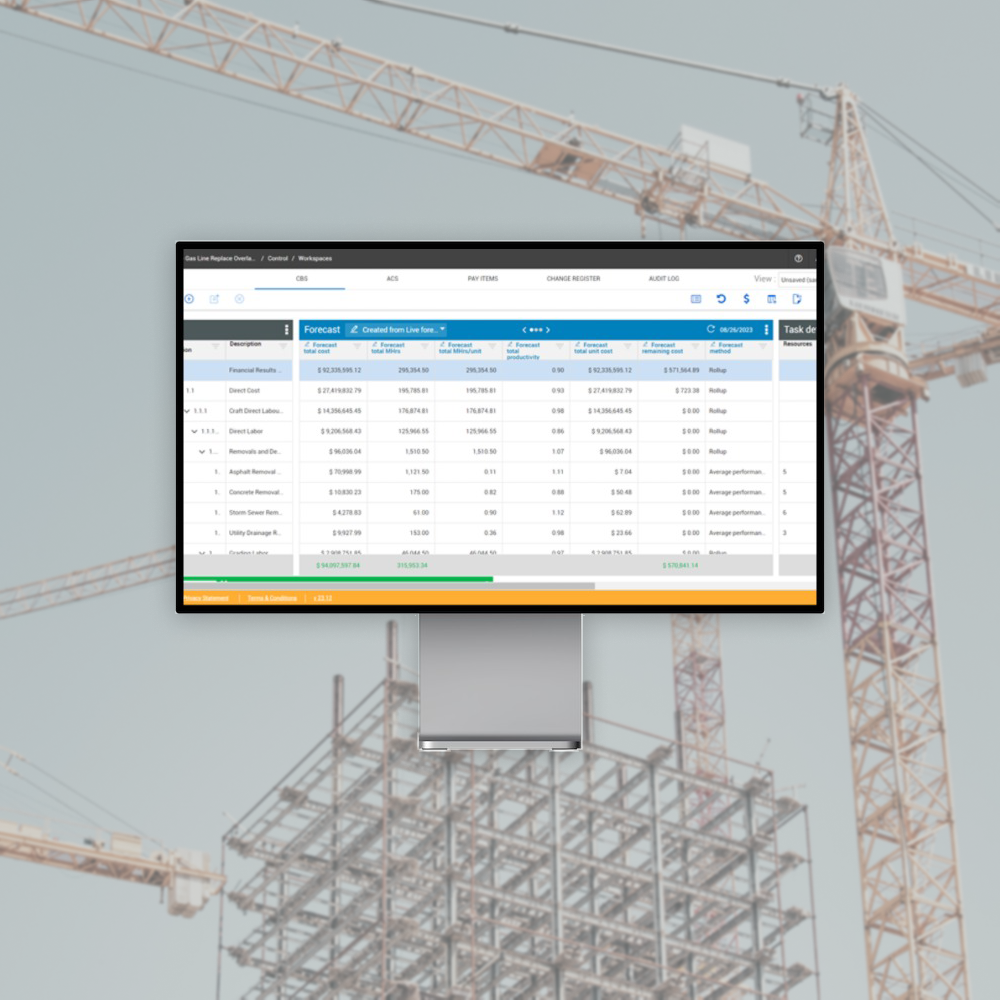 Gas Line Replace Overla... / Control / Workspaces
CBS ACS PAY ITEMS CHANGE REGISTER AUDIT LOG View :
Unsaved
Forecast Created from Live fore... 08/26/2023 Task de
Description Forecast total cost Forecast total MHrs Forecast total MHrs/unit Forecast total productivity Forecast total unit cost Forecast remaining cost Forecast method Resources
Financial Results ... $ 92,335,595.12 295,354.50 295,354.50 0.90 $ 92,335,595.12 $ 571,564.89 Rollup
1.1 Direct Cost $ 27,419,832.79 195,785.81 195,785.81 0.93 $ 27,419,832.79 $ 723.38 Rollup
1.1.1 Craft Direct Labou... $ 14,356,645.45 176,874.81 176,874.81 0.98 $ 14,356,645.45 $ 0.00 Rollup
1.1.1... Direct Labor $ 9,206,568.43 125,966.55 125,966.55 0.86 $ 9,206,568.43 $ 0.00 Rollup
1... Removals and De... $ 96,036.04 1,510.50 1,510.50 1.07 $ 96,036.04 $ 0.00 Rollup
1. Asphalt Removal ... $ 70,998.99 1,121.50 0.11 1.11 $ 7.04 $ 0.00 Average performan... 5
1. Concrete Removal... $ 10,830.23 175.00 0.82 0.88 $ 50.48 $ 0.00 Average performan... 5
1. Storm Sewer Rem... $ 4,278.83 61.00 0.90 1.12 $ 62.89 $ 0.00 Average performan... 6
1. Utility Drainage R... $ 9,927.99 153.00 0.36 0.98 $ 23.66 $ 0.00 Average performan... 3
1. Grading Labor $ 2,908,751.85 46,044.50 46,044.50 0.97 $ 2,908,751.85 $ 0.00 Rollup
$ 94,957,597.84 315,953.34 $ 570,841.14
Privacy Statement | Terms & Conditions |